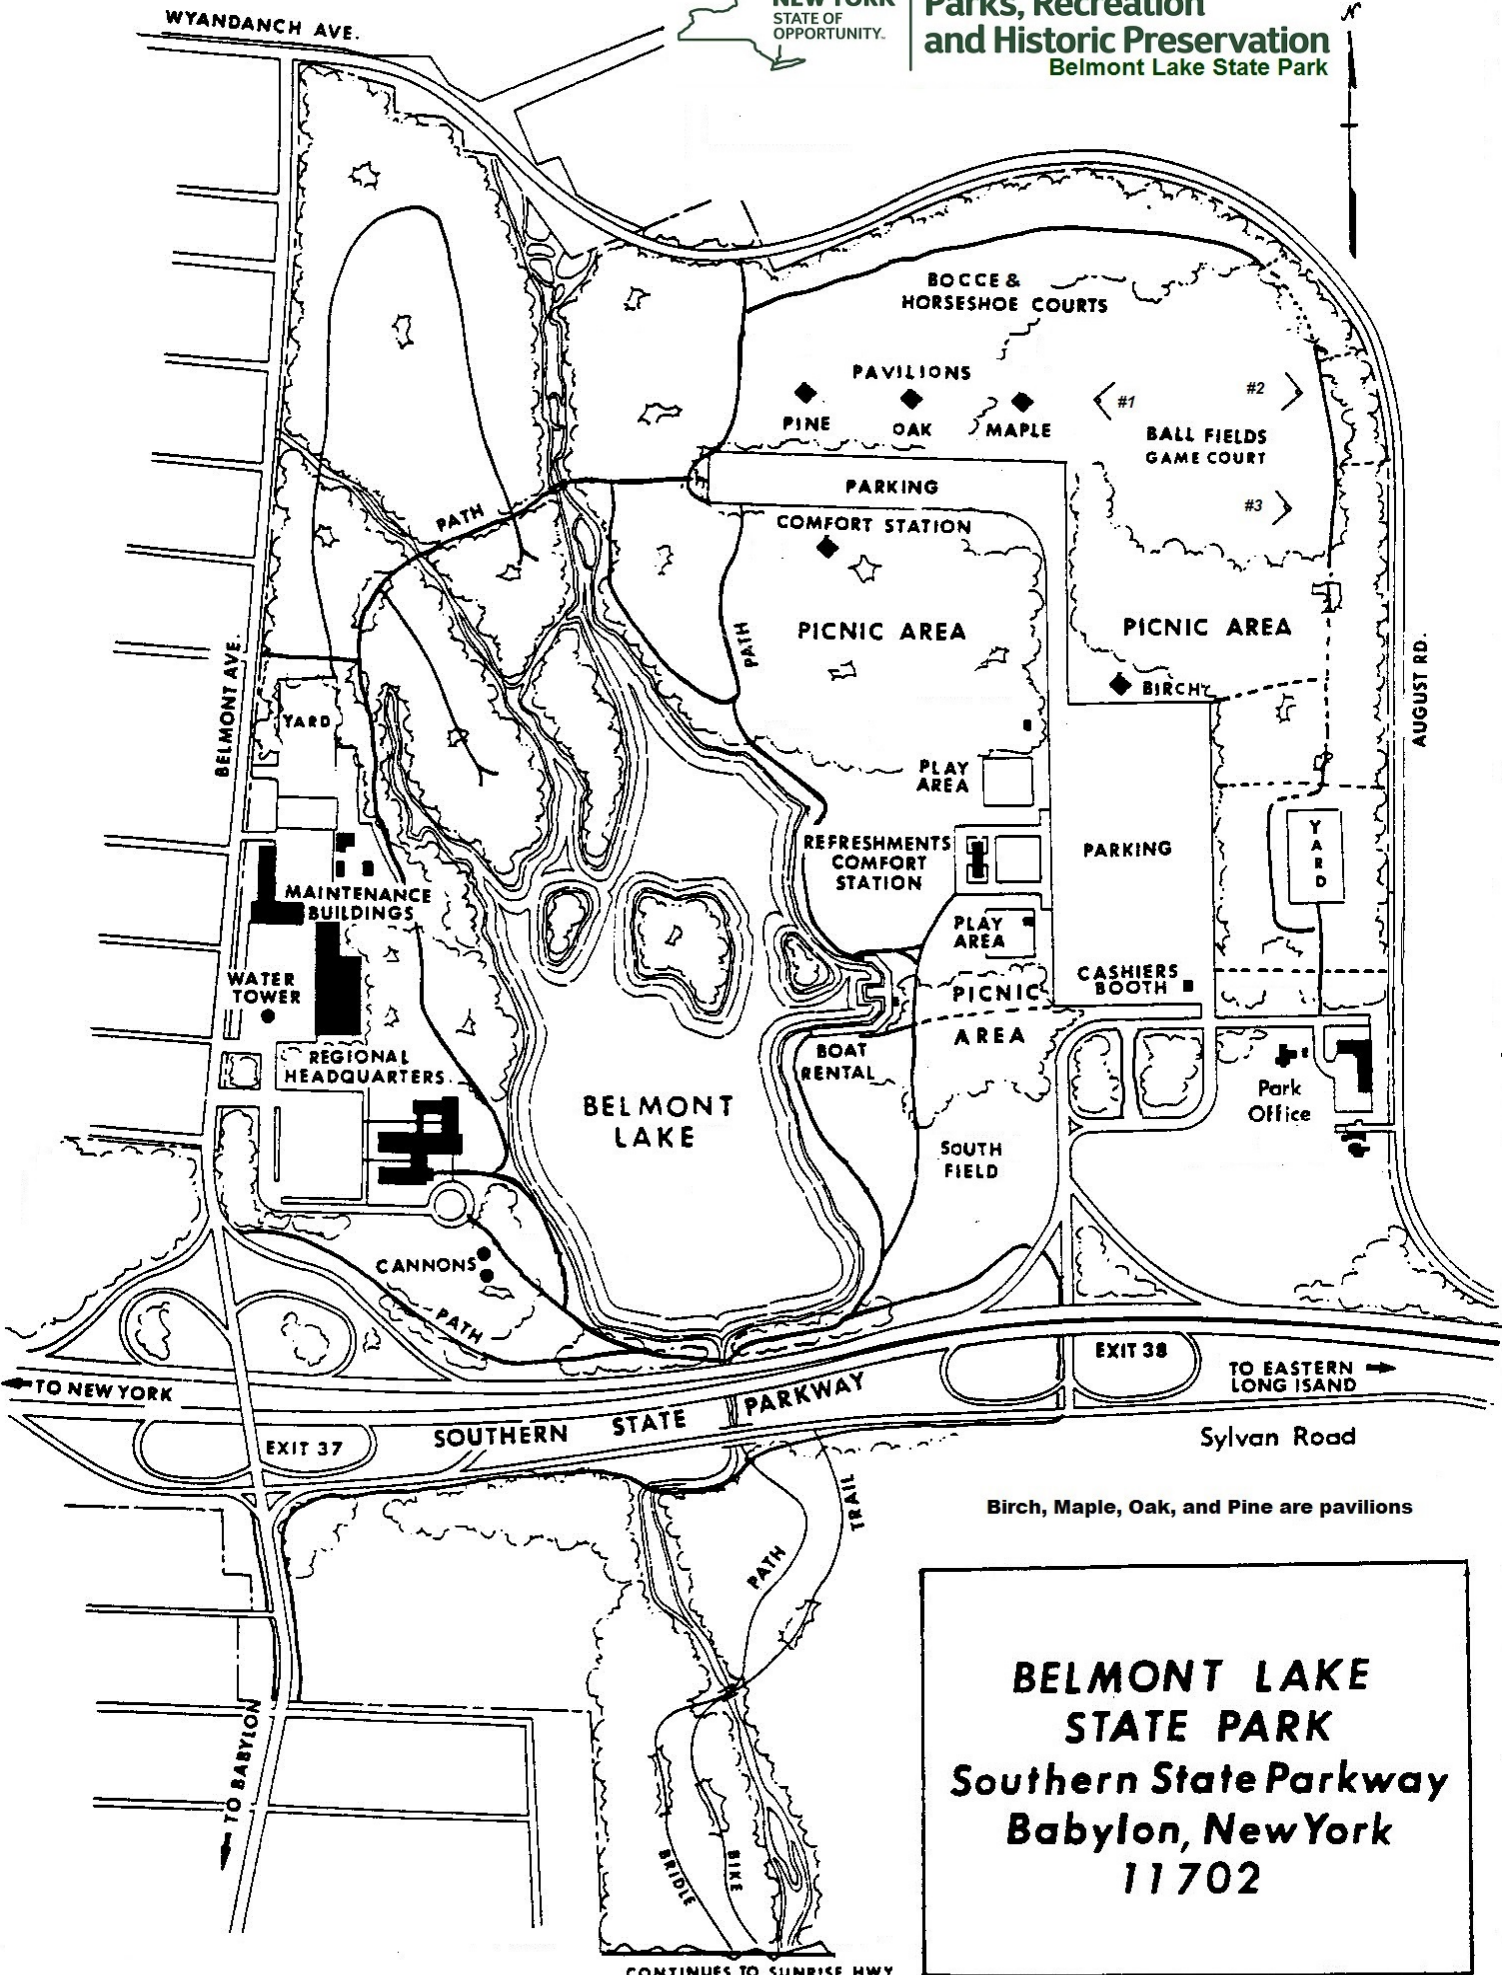 NEW YORK
STATE OF
OPPORTUNITY.
Parks, Recreation
and Historic Preservation
Belmont Lake State Park
N
WYANDANCH AVE.
BOCCE &
HORSESHOE COURTS
PAVILIONS
PINE
OAK
MAPLE
#1
#2
BALL FIELDS
GAME COURT
#3
PARKING
COMFORT STATION
PATH
PICNIC AREA
PICNIC AREA
PATH
BIRCH
BELMONT AVE.
AUGUST RD.
YARD
PLAY
AREA
REFRESHMENTS
COMFORT
STATION
PARKING
YARD
MAINTENANCE
BUILDINGS
PLAY
AREA
WATER
TOWER
PICNIC
AREA
CASHIERS
BOOTH
REGIONAL
HEADQUARTERS
BOAT
RENTAL
Park
Office
BELMONT
LAKE
SOUTH
FIELD
CANNONS
PATH
EXIT 38
TO NEW YORK
TO EASTERN
LONG ISAND
SOUTHERN STATE PARKWAY
EXIT 37
Sylvan Road
TRAIL
PATH
Birch, Maple, Oak, and Pine are pavilions
TO BABYLON
BRIDLE
BIKE
BELMONT LAKE
STATE PARK
Southern State Parkway
Babylon, New York
11702
CONTINUES TO SUNRISE HWY